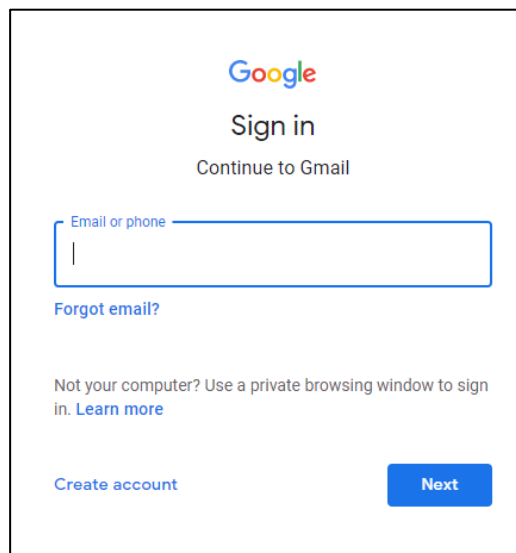 Google
Sign in
Continue to Gmail
Email or phone
Forgot email?
Not your computer? Use a private browsing window to sign
in. Learn more
Create account
Next